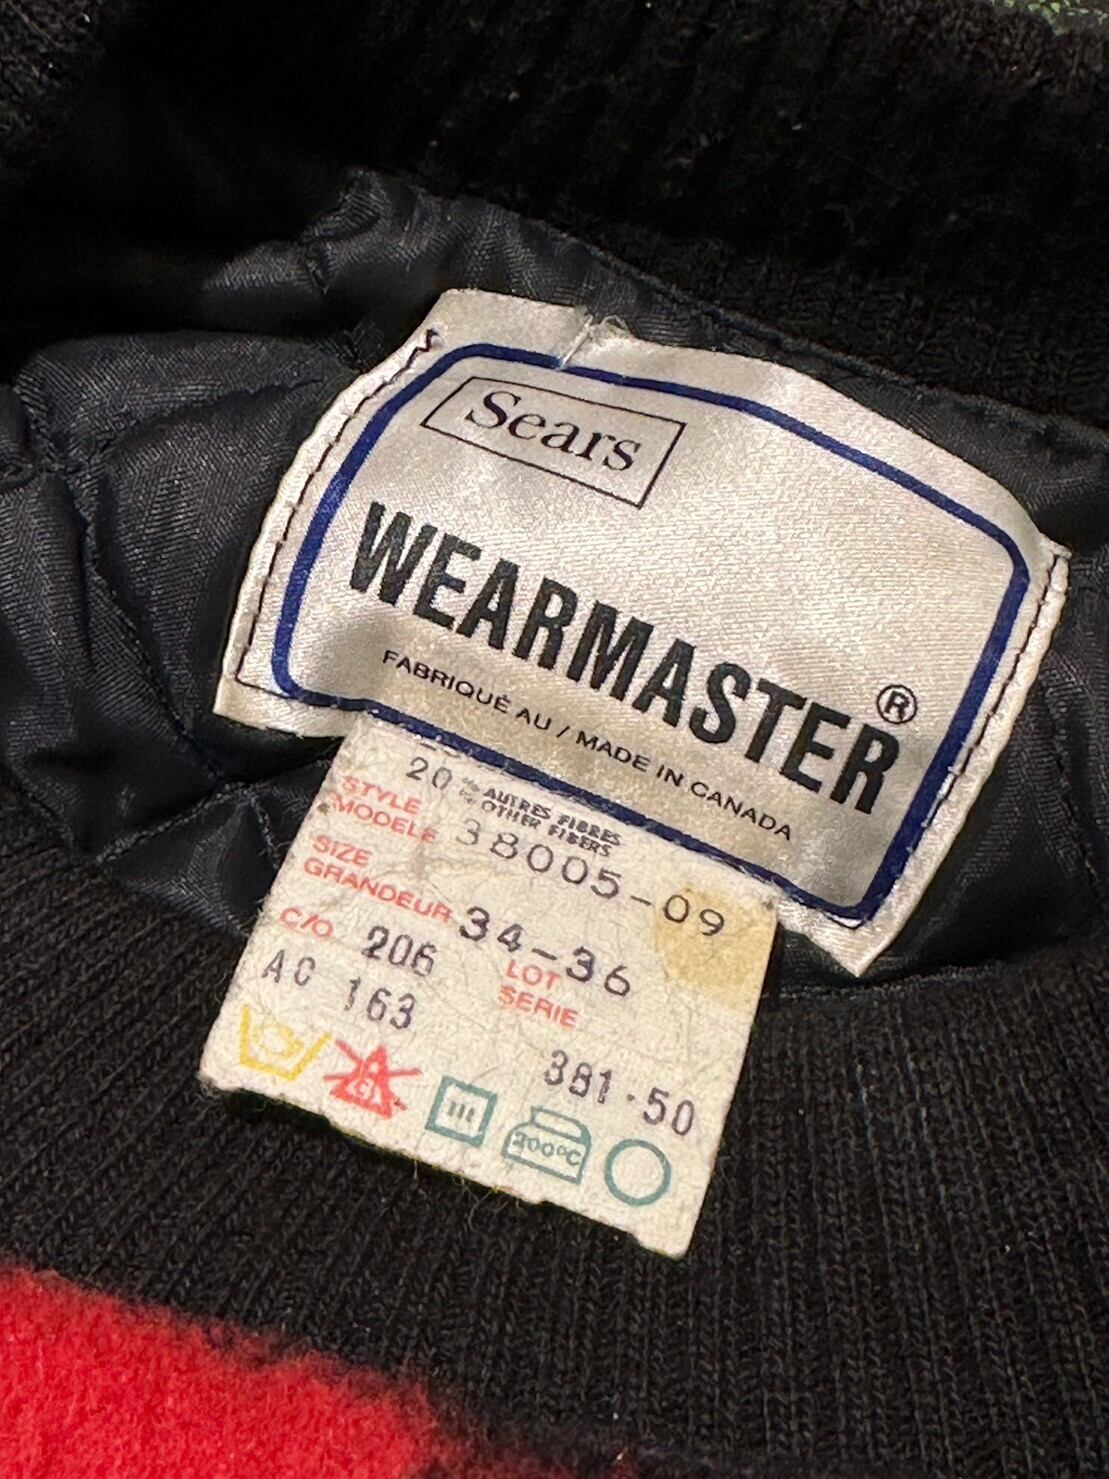 Sears
WEARMASTER®
FABRIQUÉ AU / MADE IN CANADA
20 % AUTRES FIBRES
% OTHER FIBERS
STYLE
MODELE 38005-09
SIZE
GRANDEUR 34-36
C/O 206 LOT
SERIE
AC 163
381·50